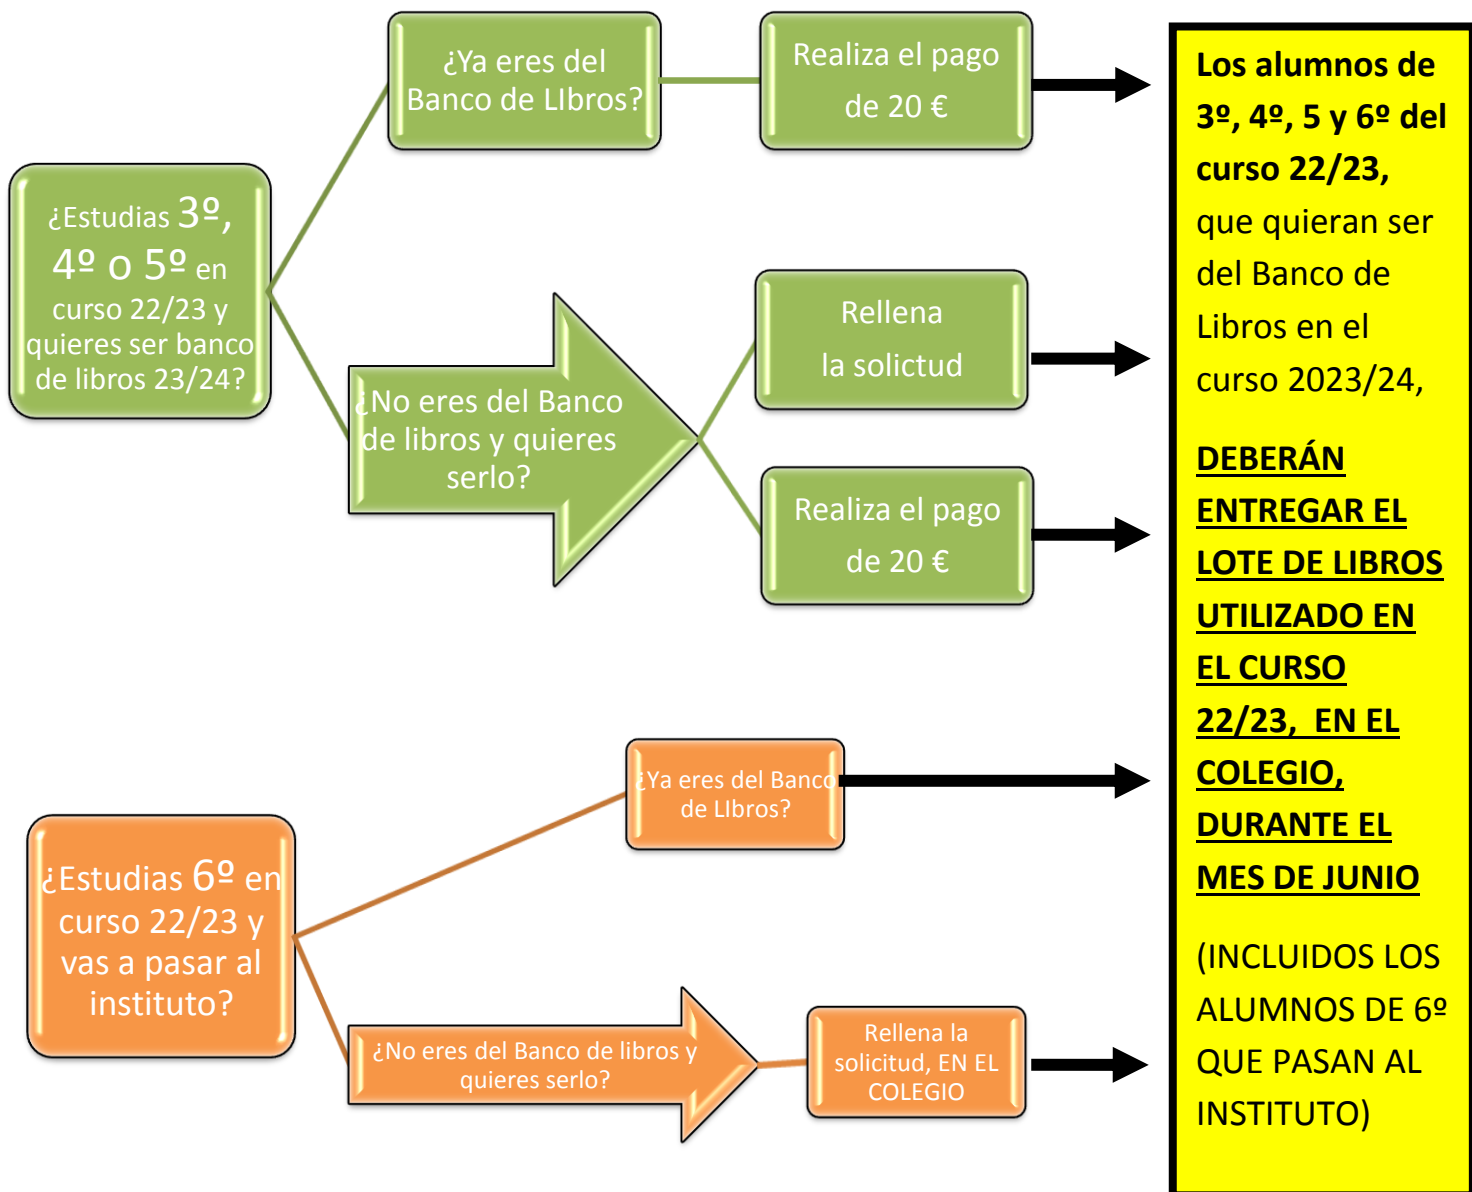 ¿Estudias 3º,
4º o 5º en
curso 22/23 y
quieres ser banco
de libros 23/24?
¿Ya eres del
Banco de LIbros?
Realiza el pago
de 20 €
¿No eres del Banco
de libros y quieres
serlo?
Rellena
la solictud
Realiza el pago
de 20 €
¿Estudias 6º en
curso 22/23 y
vas a pasar al
instituto?
¿Ya eres del Banco
de LIbros?
¿No eres del Banco de libros y
quieres serlo?
Rellena la
solicitud, EN EL
COLEGIO
Los alumnos de
3º, 4º, 5 y 6º del
curso 22/23,
que quieran ser
del Banco de
Libros en el
curso 2023/24,
DEBERÁN
ENTREGAR EL
LOTE DE LIBROS
UTILIZADO EN
EL CURSO
22/23, EN EL
COLEGIO,
DURANTE EL
MES DE JUNIO
(INCLUIDOS LOS
ALUMNOS DE 6º
QUE PASAN AL
INSTITUTO)